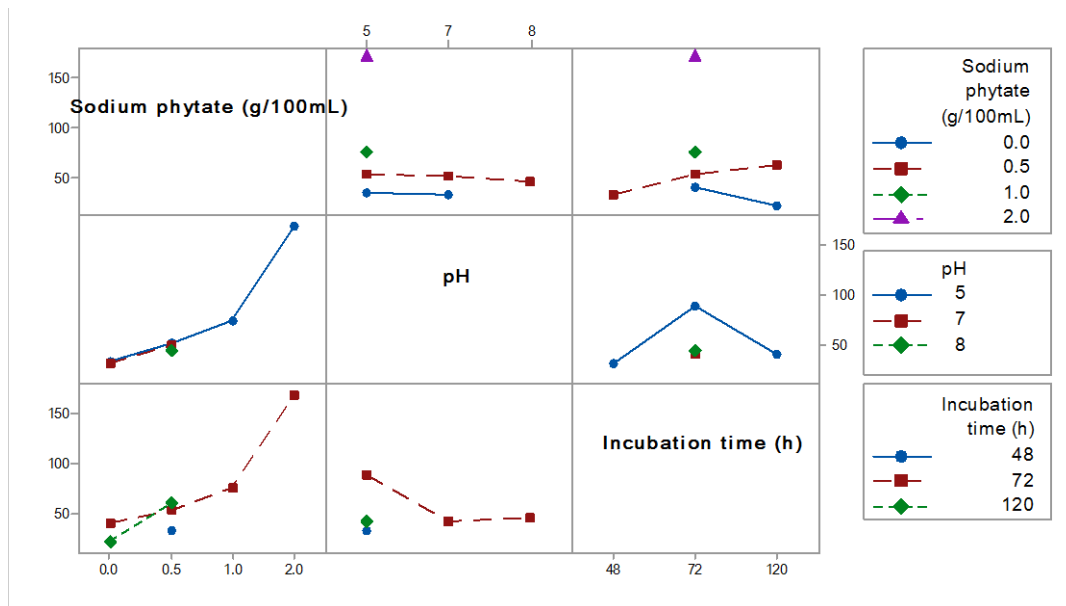 5 7 8
150
100
50
Sodium phytate (g/100mL)
Sodium
phytate
(g/100mL)
0.0
0.5
1.0
2.0
pH
150
100
50
pH
5
7
8
150
100
50
Incubation time (h)
Incubation
time (h)
48
72
120
0.0 0.5 1.0 2.0 48 72 120